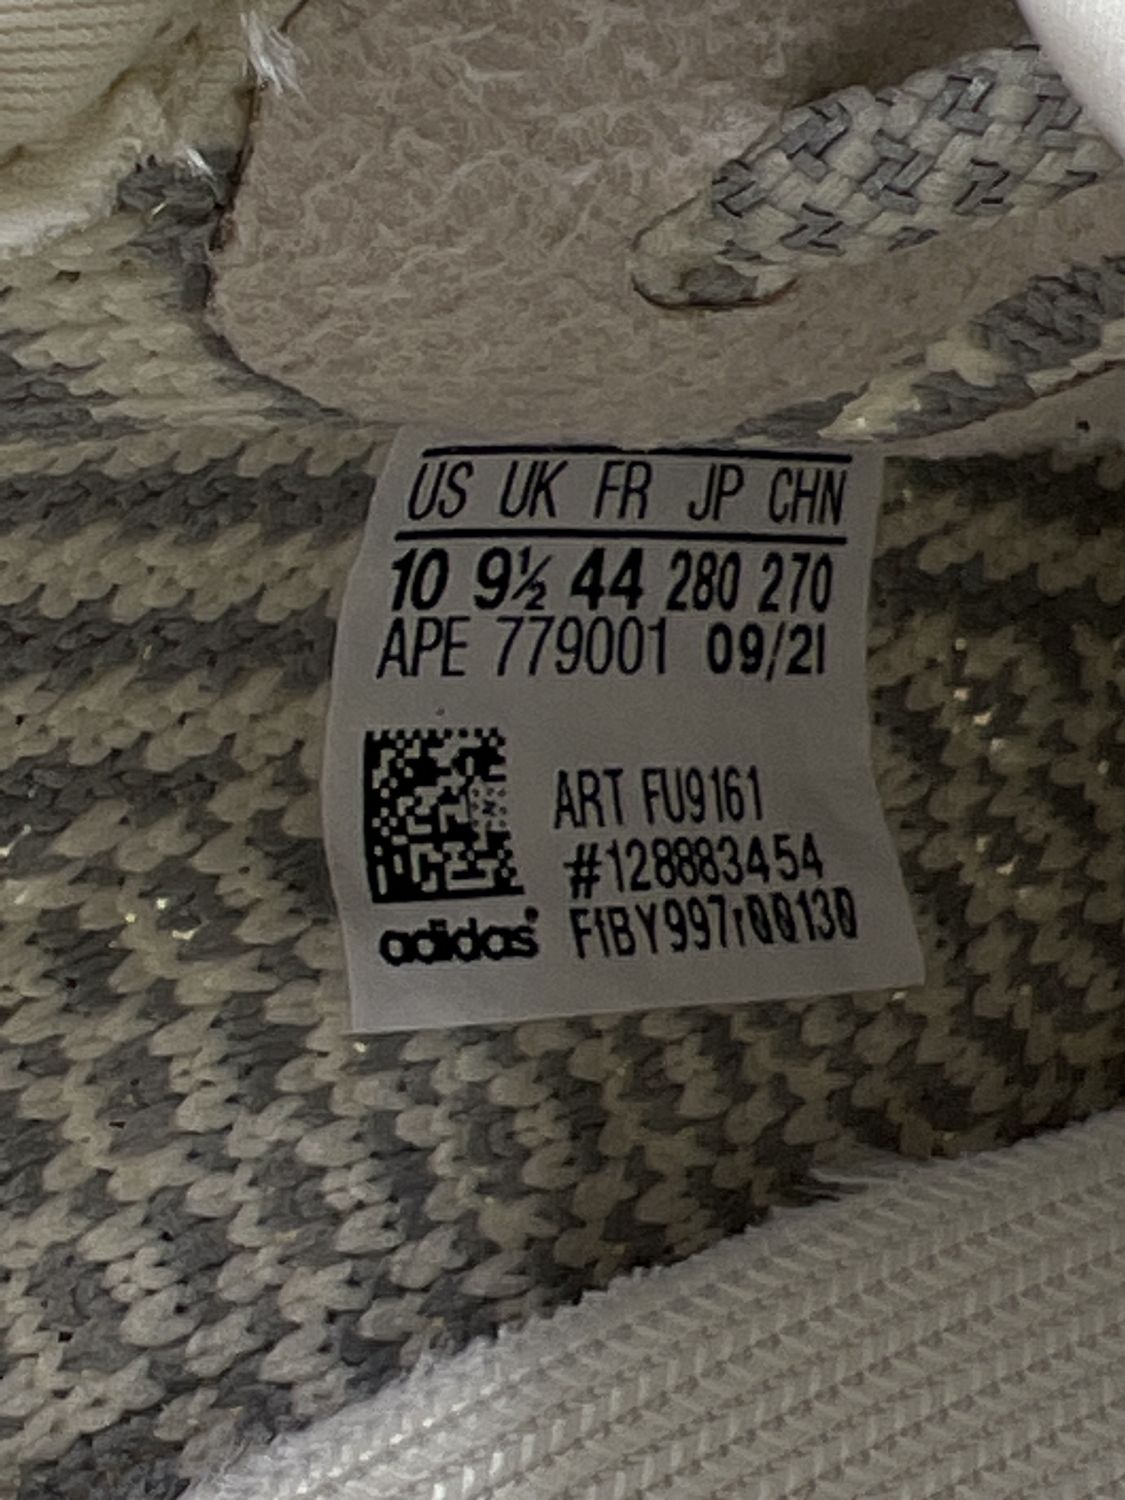 US UK FR JP CHN
10 9½ 44 280 270
APE 779001 09/21
ART FU9161
#128883454
F1BY997r00130
adidas®